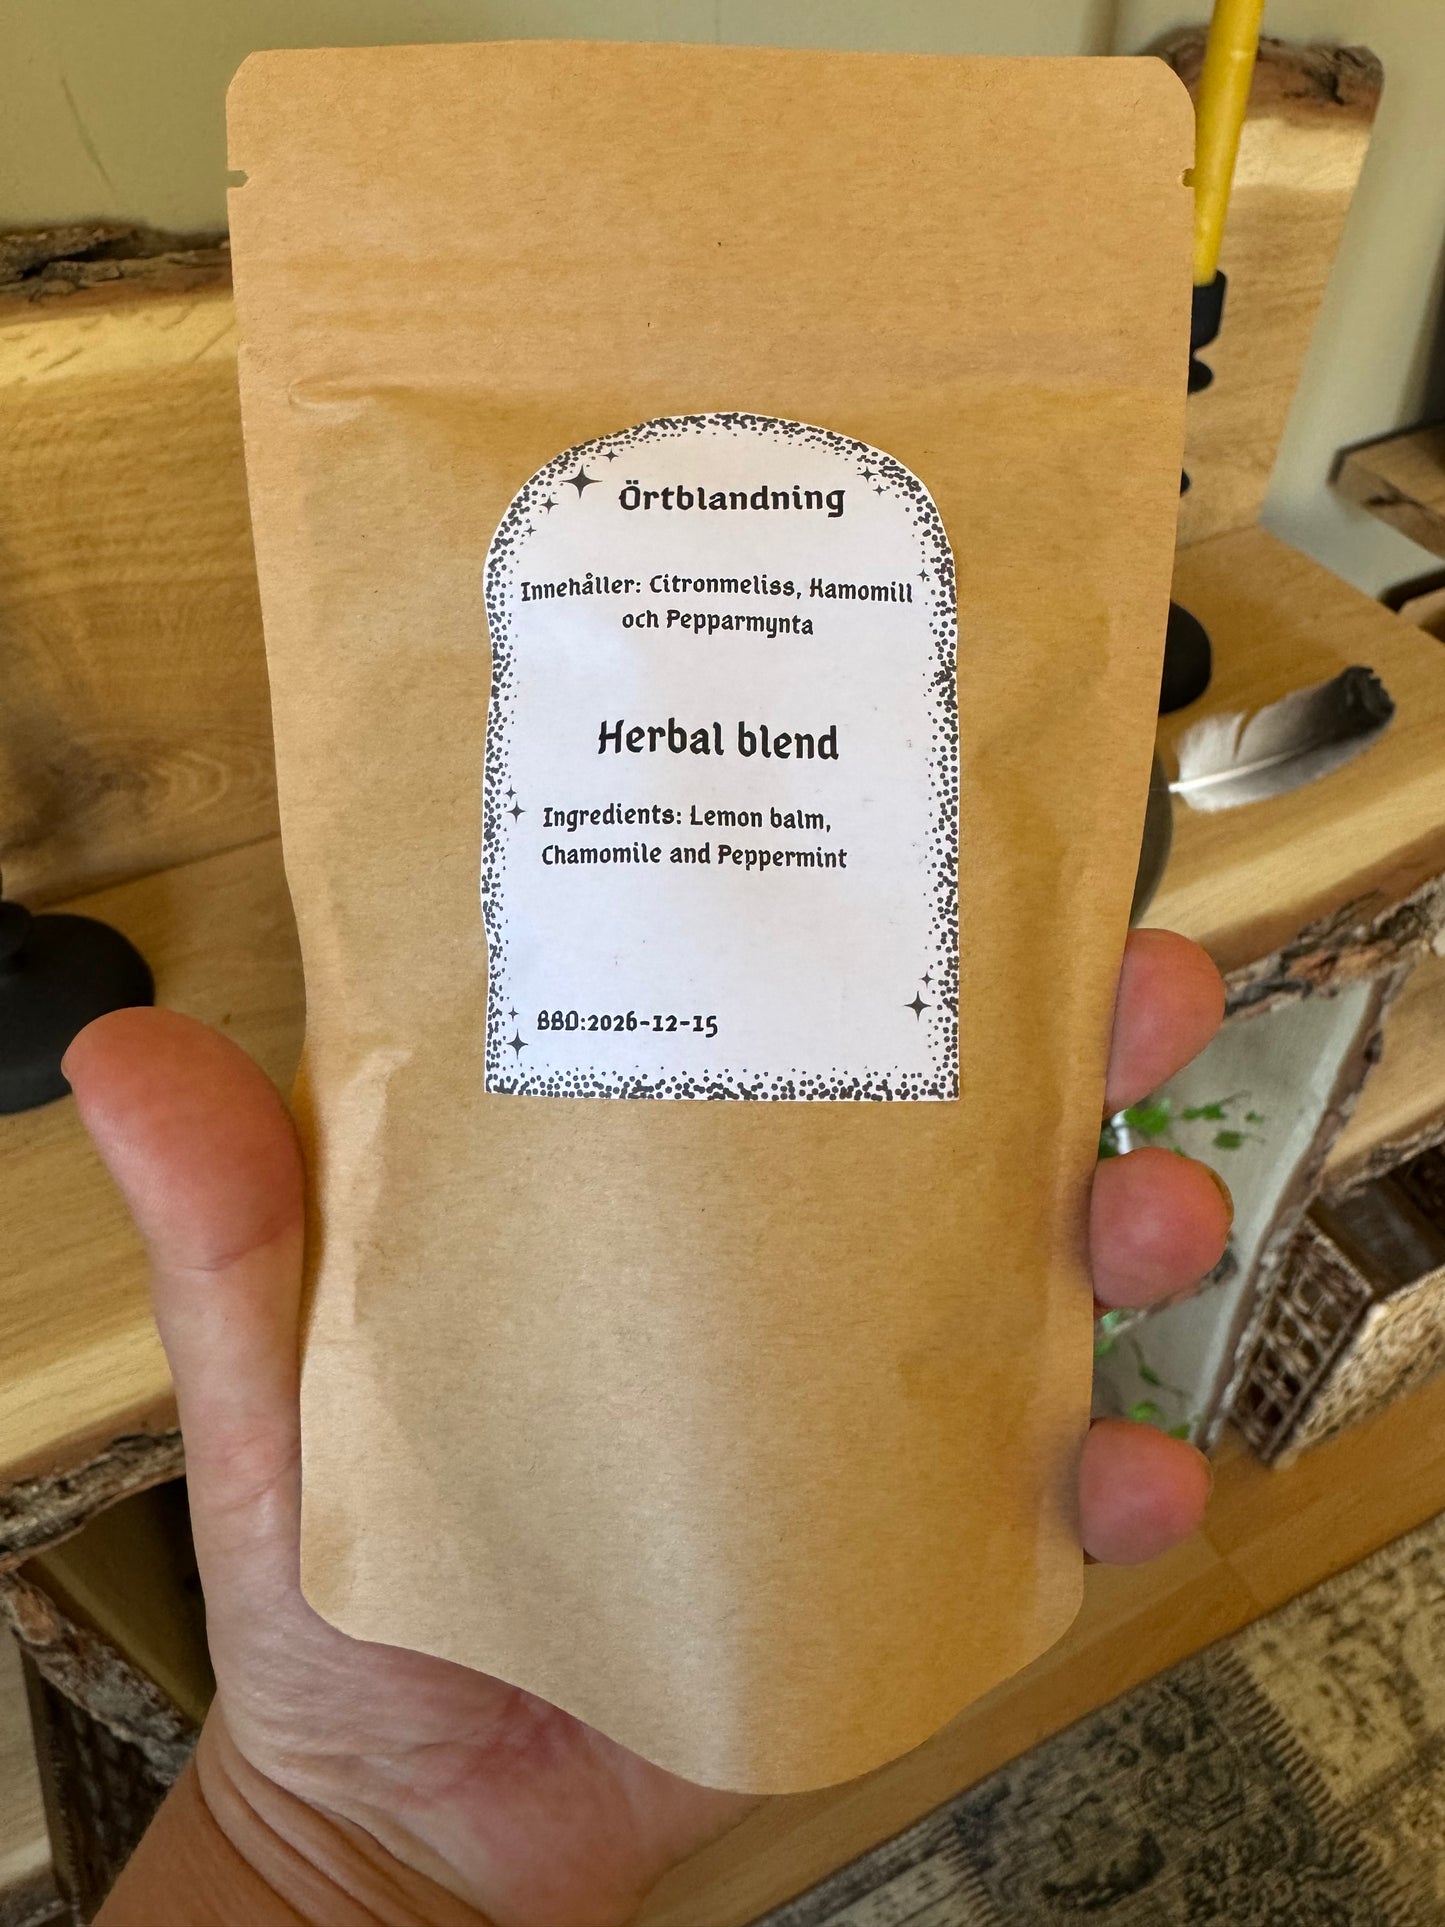 Örtblandning
Innehåller: Citronmeliss, Kamomill
och Pepparmynta
Herbal blend
Ingredients: Lemon balm,
Chamomile and Peppermint
BBD:2026-12-15